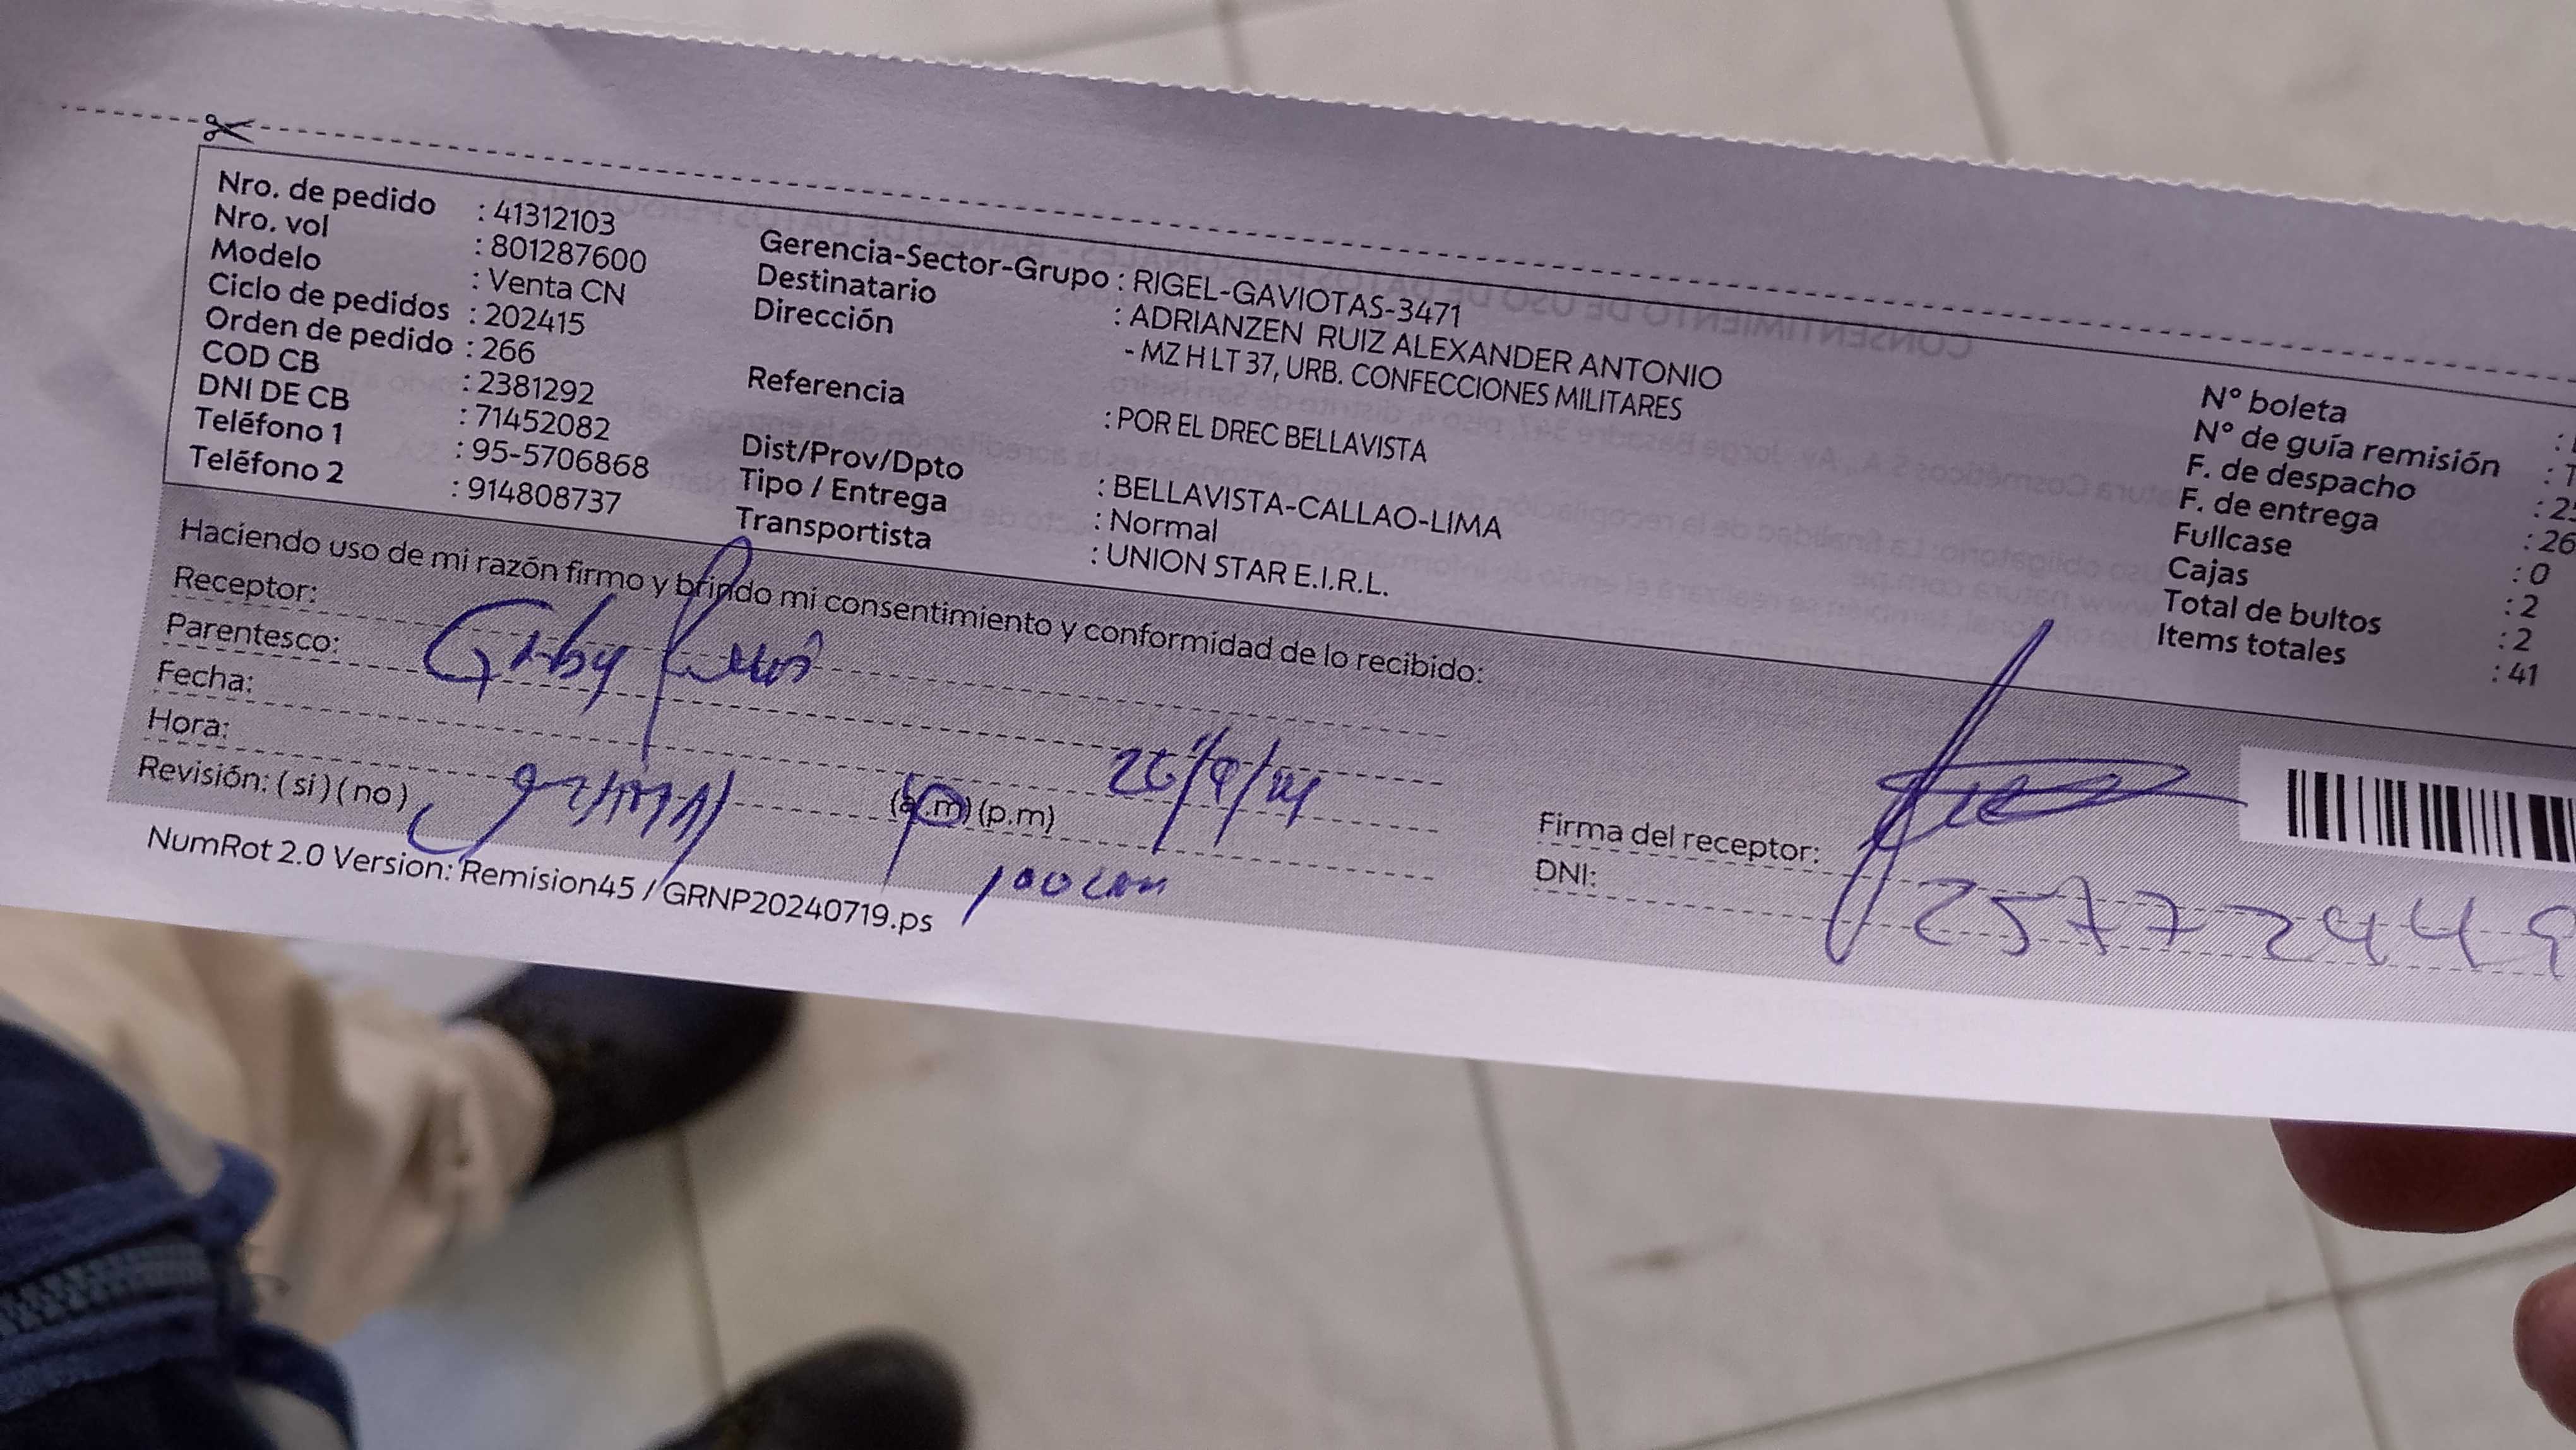 Nro. de pedido : 41312103
Nro. vol : 801287600
Modelo : Venta CN
Ciclo de pedidos : 202415
Orden de pedido : 266
COD CB : 2381292
DNI DE CB : 71452082
Teléfono 1 : 95-5706868
Teléfono 2 : 914808737
Gerencia-Sector-Grupo : RIGEL-GAVIOTAS-3471
Destinatario : ADRIANZEN RUIZ ALEXANDER ANTONIO
Dirección - MZ H LT 37, URB. CONFECCIONES MILITARES
Referencia : POR EL DREC BELLAVISTA
Dist/Prov/Dpto : BELLAVISTA-CALLAO-LIMA
Tipo / Entrega : Normal
Transportista : UNION STAR E.I.R.L.
N° boleta :
N° de guía remisión : T
F. de despacho : 25
F. de entrega : 26
Fullcase : 0
Cajas : 2
Total de bultos : 2
Items totales : 41
Haciendo uso de mi razón firmo y brindo mi consentimiento y conformidad de lo recibido:
Receptor: Gaby
Parentesco:
Fecha: 26/9/24
Hora: (a.m) (p.m)
Revisión: (si) (no)
Firma del receptor:
DNI: 25772449
NumRot 2.0 Version: Remision45 / GRNP20240719.ps